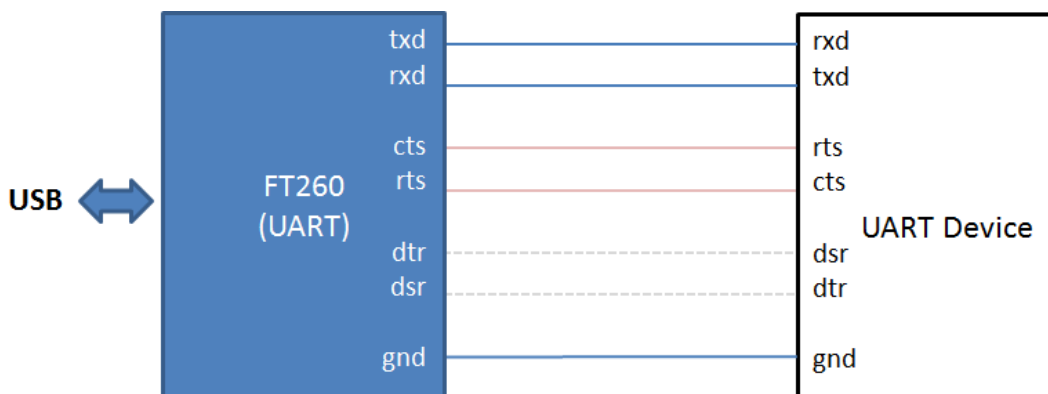 txd
rxd
cts
rts
dtr
dsr
gnd
USB
FT260
(UART)
rxd
txd
rts
cts
dsr
dtr
gnd
UART Device